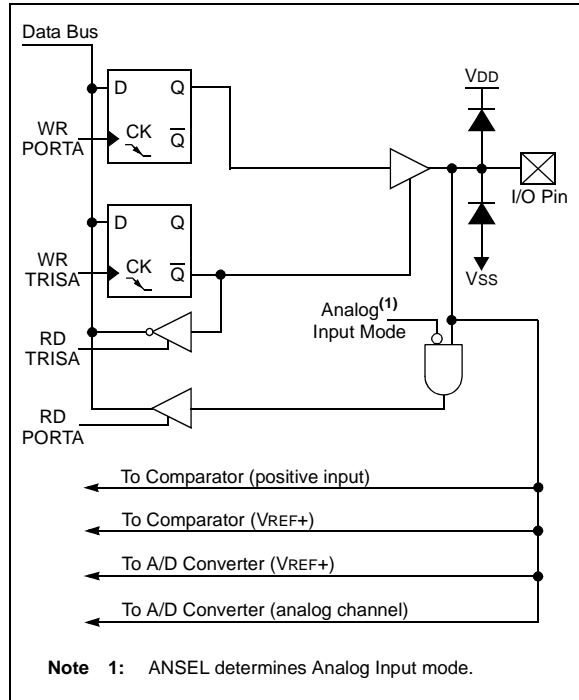 Data Bus
D Q
WR
PORTA
CK Q
VDD
I/O Pin
D Q
WR
TRISA
CK Q
VSS
RD
TRISA
Analog(1)
Input Mode
RD
PORTA
To Comparator (positive input)
To Comparator (VREF+)
To A/D Converter (VREF+)
To A/D Converter (analog channel)
Note 1: ANSEL determines Analog Input mode.